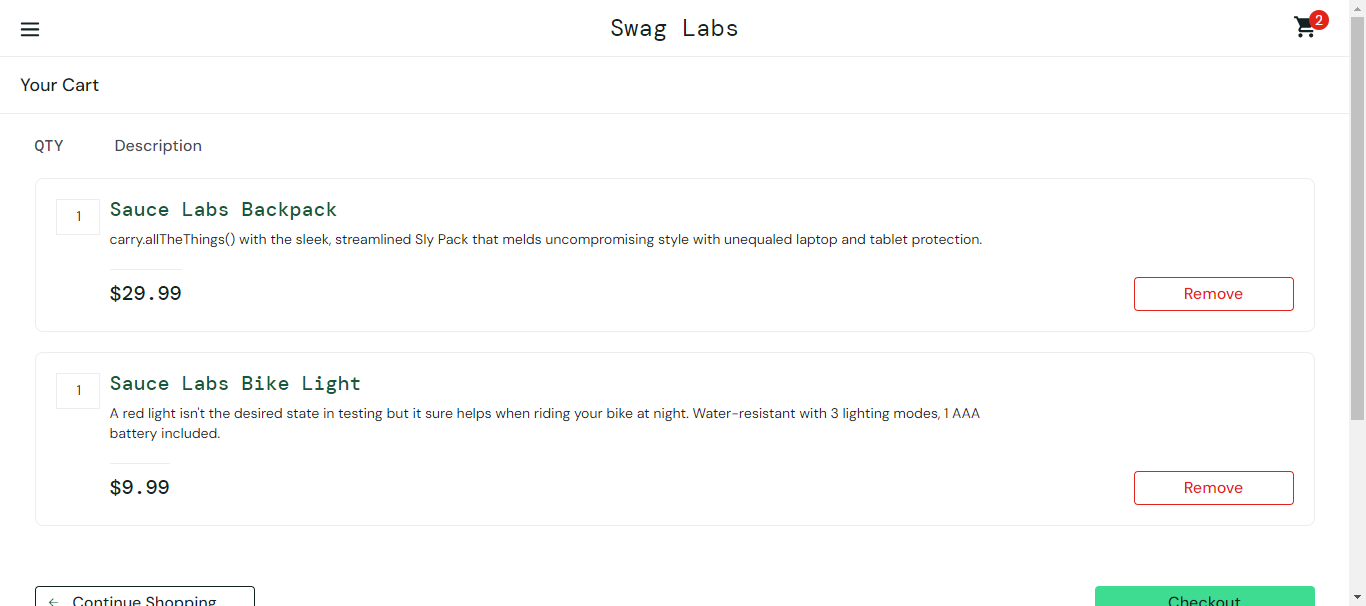 Swag Labs
2
Your Cart
QTY Description
1 Sauce Labs Backpack
carry.allTheThings() with the sleek, streamlined Sly Pack that melds uncompromising style with unequaled laptop and tablet protection.
$29.99 Remove
1 Sauce Labs Bike Light
A red light isn't the desired state in testing but it sure helps when riding your bike at night. Water-resistant with 3 lighting modes, 1 AAA
battery included.
$9.99 Remove
Continue Shopping Checkout